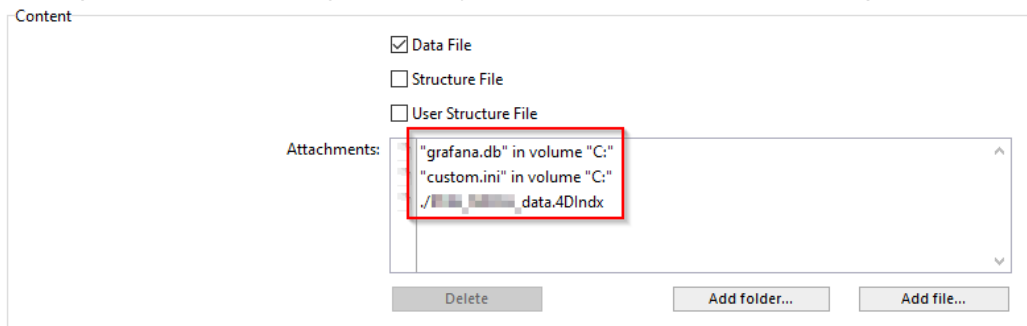 Content
Data File
Structure File
User Structure File
Attachments:
"grafana.db" in volume "C:"
"custom.ini" in volume "C:"
./ _data.4DIndx
Delete
Add folder...
Add file...